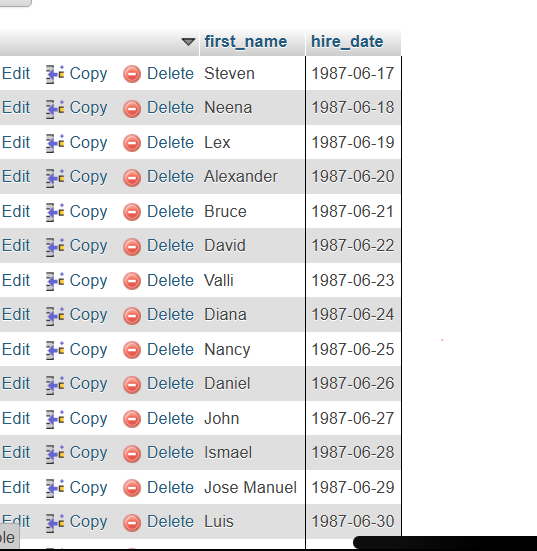 first_name hire_date
Edit Copy Delete Steven 1987-06-17
Edit Copy Delete Neena 1987-06-18
Edit Copy Delete Lex 1987-06-19
Edit Copy Delete Alexander 1987-06-20
Edit Copy Delete Bruce 1987-06-21
Edit Copy Delete David 1987-06-22
Edit Copy Delete Valli 1987-06-23
Edit Copy Delete Diana 1987-06-24
Edit Copy Delete Nancy 1987-06-25
Edit Copy Delete Daniel 1987-06-26
Edit Copy Delete John 1987-06-27
Edit Copy Delete Ismael 1987-06-28
Edit Copy Delete Jose Manuel 1987-06-29
Edit Copy Delete Luis 1987-06-30